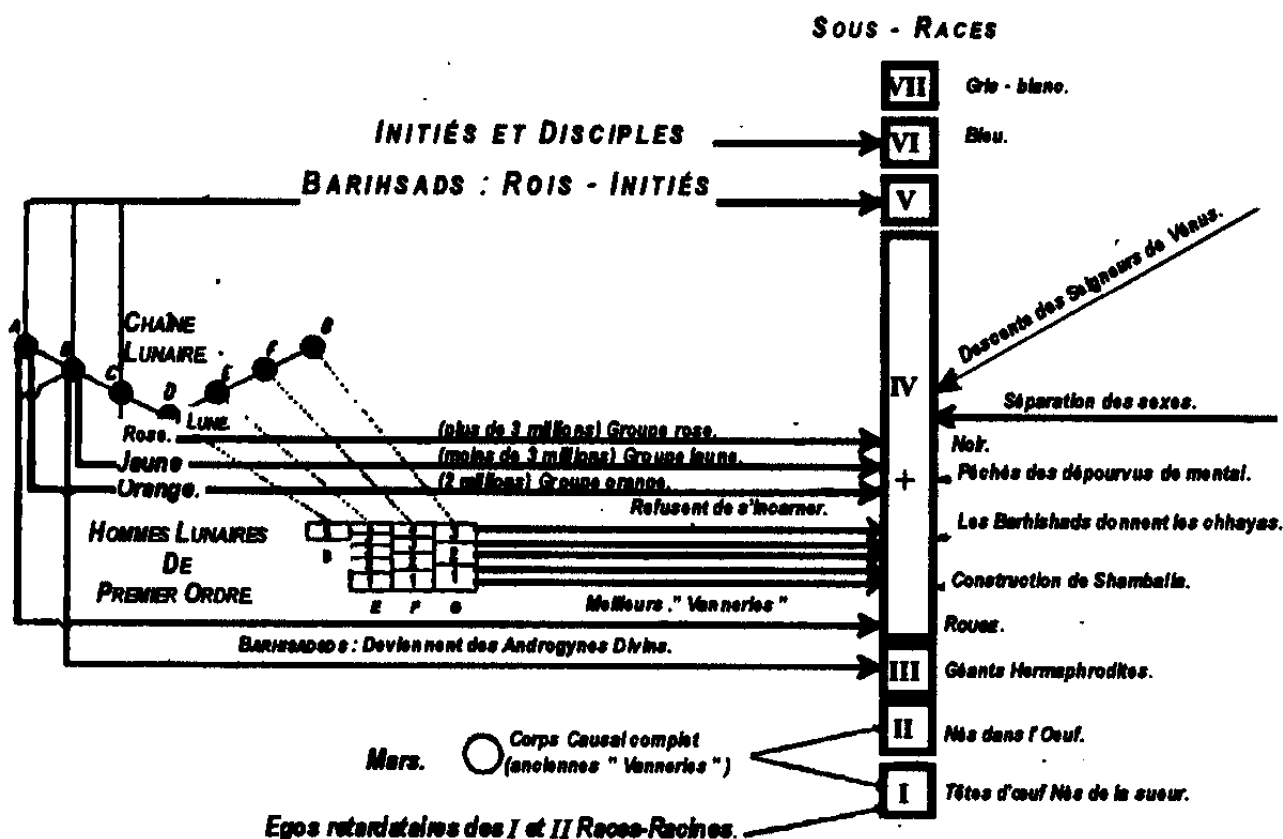 SOUS - RACES
VII Gris - blanc.
INITIÉS ET DISCIPLES VI Bleu.
BARIHSADS : ROIS - INITIÉS V
Descente des Seigneurs de Vénus.
A B C D E F G
CHAÎNE
LUNAIRE
LUNE.
IV
Séparation des sexes.
Rose. (plus de 3 millions) Groupe rose.
Noir.
Jaune (moins de 3 millions) Groupe jaune.
+ Péchés des dépourvus de mental.
Orange. (2 millions) Groupe orange.
Refusent de s'incarner.
HOMMES LUNAIRES
DE
PREMIER ORDRE.
Les Barhishads donnent les chhayas.
D
E F G
Construction de Shamballa.
Meilleurs ." Vanneries "
ROUGE.
BARHISADEDS : Deviennent des Androgynes Divins.
III Géants Hermaphrodites.
II Nés dans l'Oeuf.
Mars. Corps Causal complet
(anciennes " Vanneries ")
I Têtes d'œuf Nés de la sueur.
Egos retardataires des I et II Races-Racines.